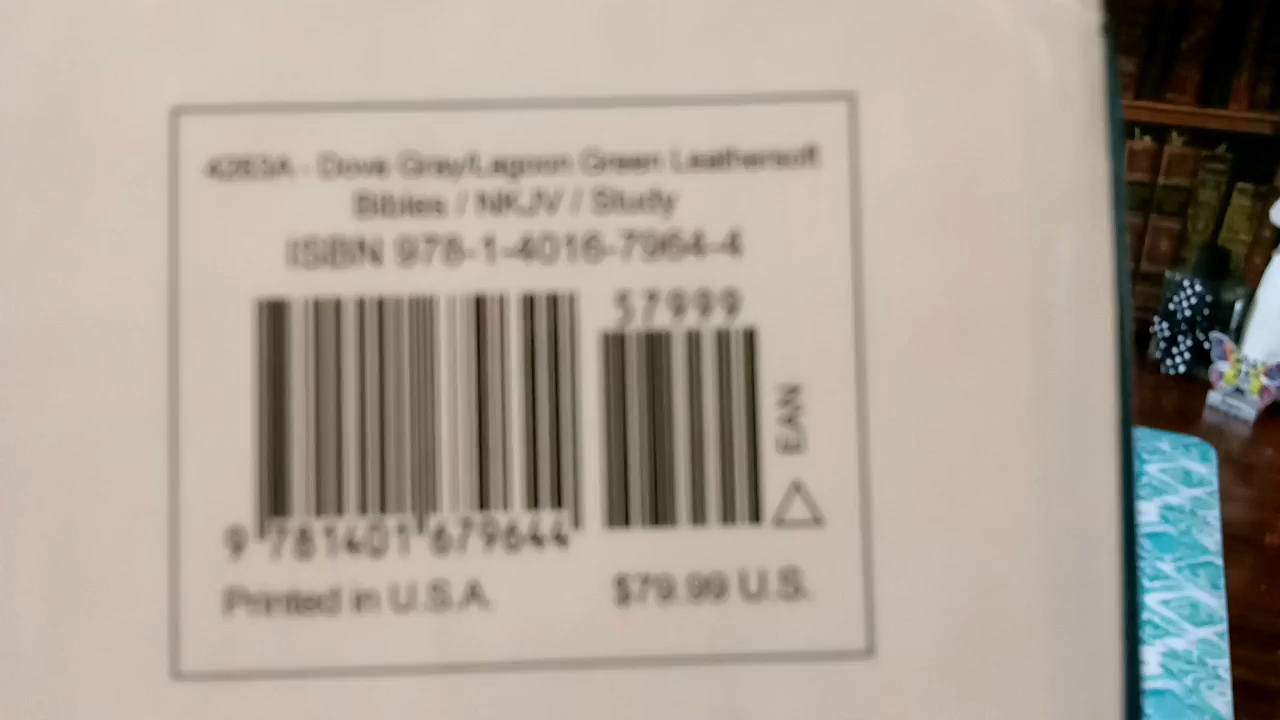 4263A - Dove Gray/Lagoon Green Leathersoft
Bibles / NKJV / Study
ISBN 978-1-4016-7964-4
57999
EAN
9 781401 679644
Printed in U.S.A.
$79.99 U.S.